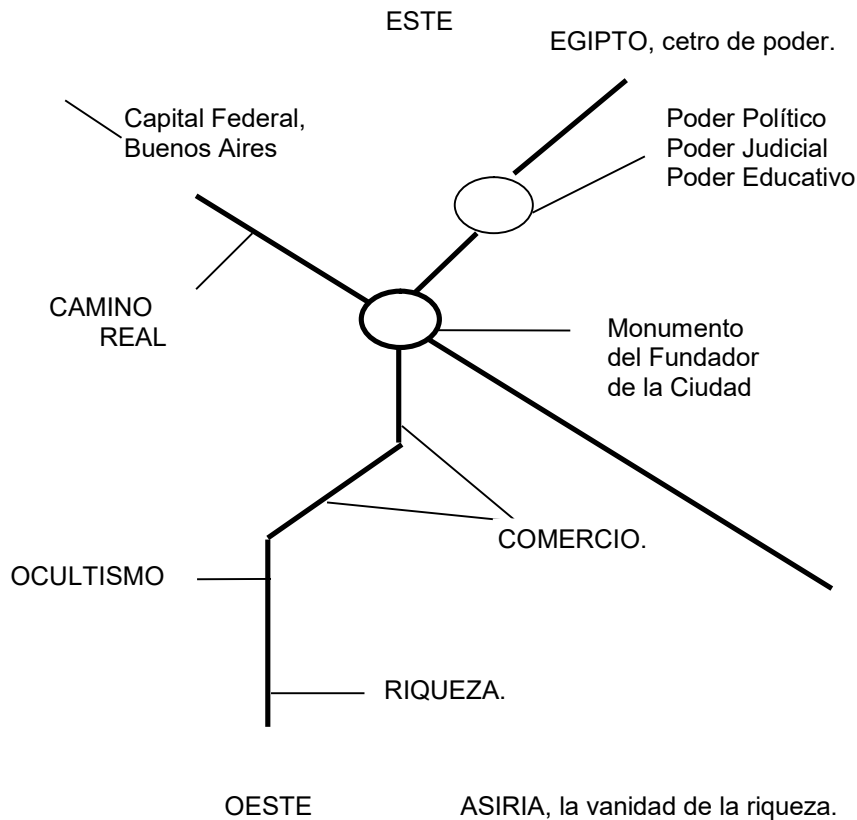 ESTE
EGIPTO, cetro de poder.
Capital Federal,
Buenos Aires
Poder Político
Poder Judicial
Poder Educativo
CAMINO
REAL
Monumento
del Fundador
de la Ciudad
COMERCIO.
OCULTISMO
RIQUEZA.
OESTE
ASIRIA, la vanidad de la riqueza.